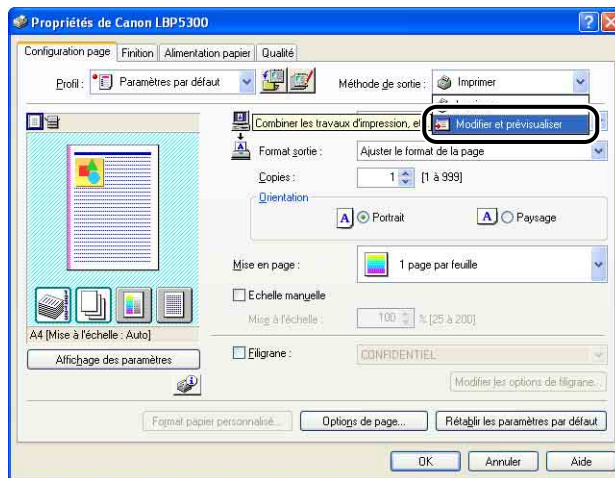 Propriétés de Canon LBP5300
Configuration page Finition Alimentation papier Qualité
Profil : Paramètres par défaut Méthode de sortie : Imprimer
Combiner les travaux d'impression, et Modifier et prévisualiser
Format sortie : Ajuster le format de la page
Copies : 1 [1 à 999]
Orientation
A Portrait A Paysage
Mise en page : 1 page par feuille
Echelle manuelle
Mise à l'échelle : 100 % [25 à 200]
A4 [Mise à l'échelle : Auto]
Affichage des paramètres
Filigrane : CONFIDENTIEL
Modifier les options de filigrane...
Format papier personnalisé... Options de page... Rétablir les paramètres par défaut
OK Annuler Aide